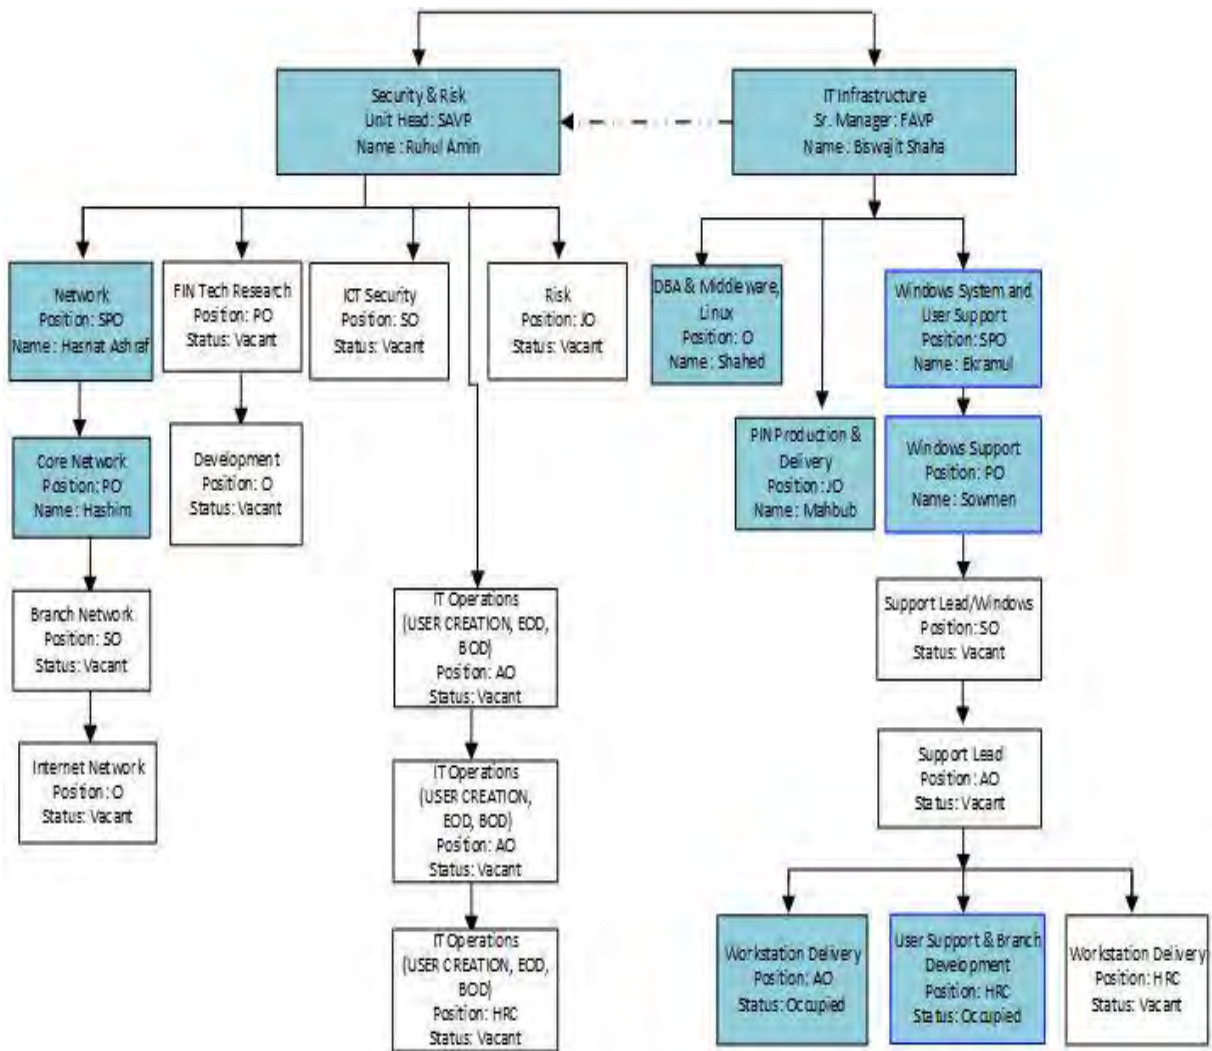 Security & Risk
Unit Head: SAVP
Name : Ruhul Amin
IT Infrastructure
Sr. Manager: FAVP
Name : Biswajit Shaha
Network
Position: SPO
Name : Hasnat Ashraf
FIN Tech Research
Position: PO
Status: Vacant
ICT Security
Position: SO
Status: Vacant
Risk
Position: JO
Status: Vacant
DBA & Middleware,
Linux
Position: O
Name : Shahed
Windows System and
User Support
Position: SPO
Name : Ekramul
Core Network
Position: PO
Name : Hashim
Development
Position: O
Status: Vacant
PIN Production &
Delivery
Position: JO
Name : Mahbub
Windows Support
Position: PO
Name : Sowmen
Branch Network
Position: SO
Status: Vacant
IT Operations
(USER CREATION, EOD,
BOD)
Position: AO
Status: Vacant
Support Lead/Windows
Position: SO
Status: Vacant
Internet Network
Position: O
Status: Vacant
IT Operations
(USER CREATION,
EOD, BOD)
Position: AO
Status: Vacant
Support Lead
Position: AO
Status: Vacant
IT Operations
(USER CREATION, EOD,
BOD)
Position: HRC
Status: Vacant
Workstation Delivery
Position: AO
Status: Occupied
User Support & Branch
Development
Position: HRC
Status: Occupied
Workstation Delivery
Position: HRC
Status: Vacant